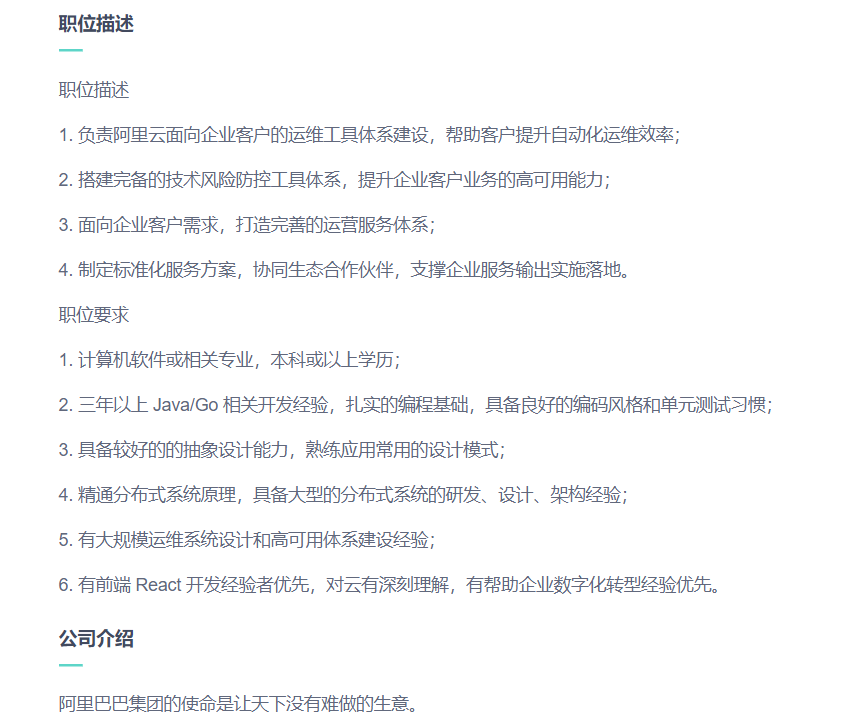 职位描述
职位描述
1. 负责阿里云面向企业客户的运维工具体系建设，帮助客户提升自动化运维效率；
2. 搭建完备的技术风险防控工具体系，提升企业客户业务的高可用能力；
3. 面向企业客户需求，打造完善的运营服务体系；
4. 制定标准化服务方案，协同生态合作伙伴，支撑企业服务输出实施落地。
职位要求
1. 计算机软件或相关专业，本科或以上学历；
2. 三年以上 Java/Go 相关开发经验，扎实的编程基础，具备良好的编码风格和单元测试习惯；
3. 具备较好的的抽象设计能力，熟练应用常用的设计模式；
4. 精通分布式系统原理，具备大型的分布式系统的研发、设计、架构经验；
5. 有大规模运维系统设计和高可用体系建设经验；
6. 有前端 React 开发经验者优先，对云有深刻理解，有帮助企业数字化转型经验优先。
公司介绍
阿里巴巴集团的使命是让天下没有难做的生意。